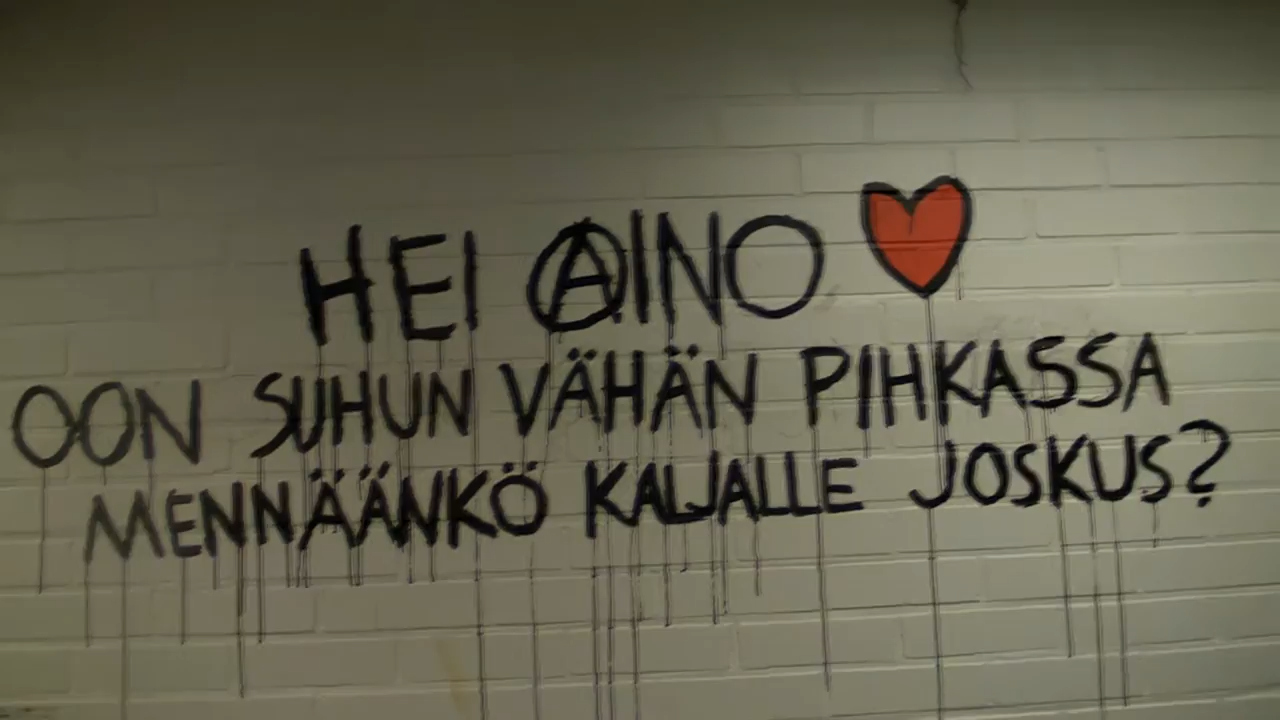 HEI AINO
OON SUHUN VÄHÄN PIHKASSA
MENNÄÄNKÖ KALJALLE JOSKUS?